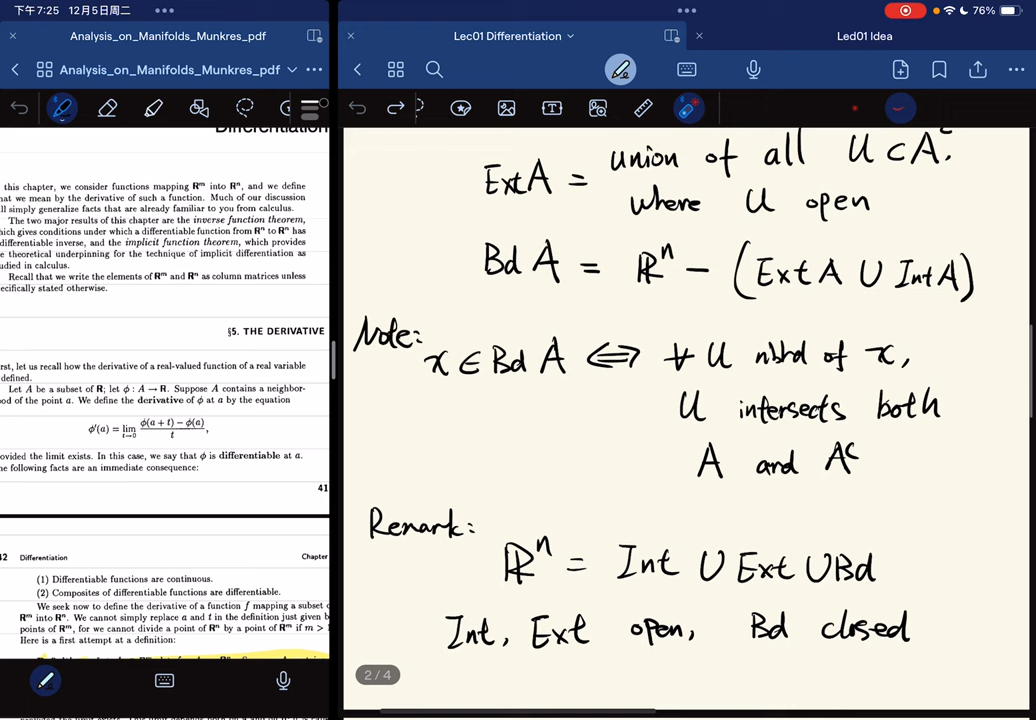 下午7:25 12月5日周二
76%
Analysis_on_Manifolds_Munkres_pdf
Lec01 Differentiation
Led01 Idea
Analysis_on_Manifolds_Munkres_pdf
Differentiation
this chapter, we consider functions mapping Rᵐ into Rⁿ, and we define
hat we mean by the derivative of such a function. Much of our discussion
ll simply generalize facts that are already familiar to you from calculus.
The two major results of this chapter are the inverse function theorem,
hich gives conditions under which a differentiable function from Rⁿ to Rⁿ has
differentiable inverse, and the implicit function theorem, which provides
e theoretical underpinning for the technique of implicit differentiation as
udied in calculus.
Recall that we write the elements of Rᵐ and Rⁿ as column matrices unless
ecifically stated otherwise.
§5. THE DERIVATIVE
rst, let us recall how the derivative of a real-valued function of a real variable
defined.
Let A be a subset of R; let ϕ : A → R. Suppose A contains a neighbor-
ood of the point a. We define the derivative of ϕ at a by the equation
ϕ'(a) = lim t→0 ϕ(a + t) − ϕ(a) / t ,
ovided the limit exists. In this case, we say that ϕ is differentiable at a.
he following facts are an immediate consequence:
41
42 Differentiation Chapter
(1) Differentiable functions are continuous.
(2) Composites of differentiable functions are differentiable.
We seek now to define the derivative of a function f mapping a subset o
Rᵐ into Rⁿ. We cannot simply replace a and t in the definition just given b
points of Rᵐ, for we cannot divide a point of Rⁿ by a point of Rᵐ if m >
Here is a first attempt at a definition:
Ext A = union of all U ⊂ Aᶜ.
where U open
Bd A = ℝⁿ − (Ext A ∪ Int A)
Note:
x ∈ Bd A ⟺ ∀ U nbhd of x,
U intersects both
A and Aᶜ
Remark:
ℝⁿ = Int ∪ Ext ∪ Bd
Int, Ext open, Bd closed
2 / 4